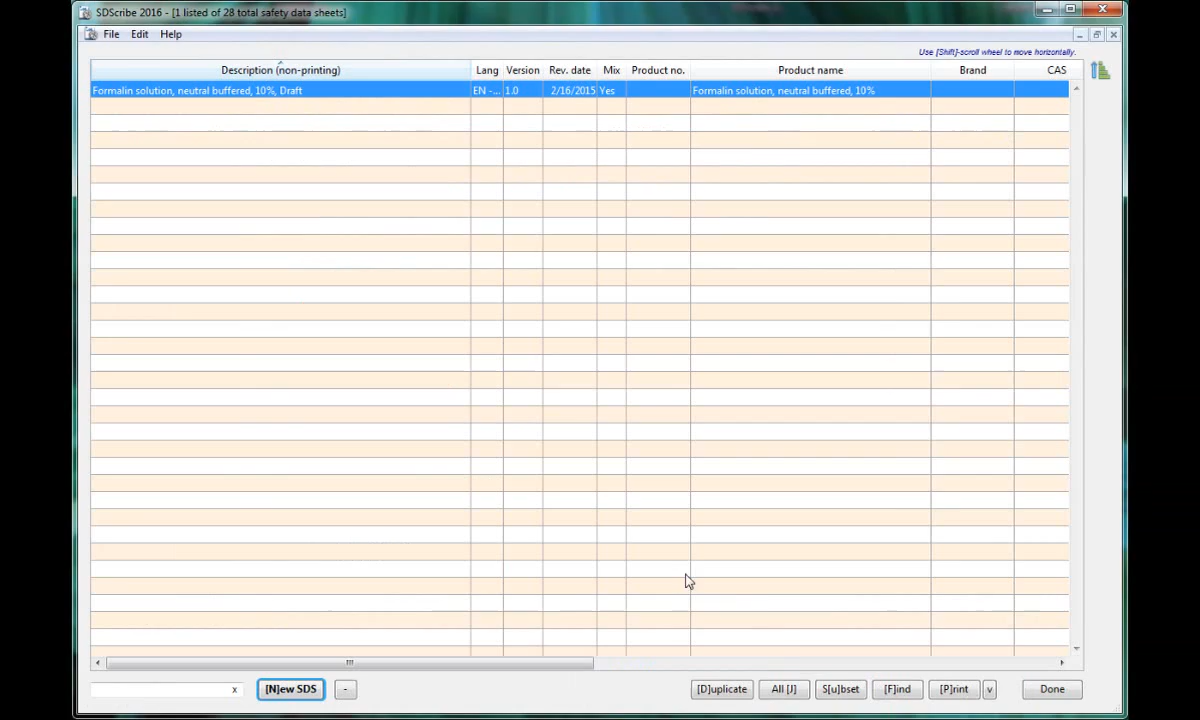 SDScribe 2016 - [1 listed of 28 total safety data sheets]
File Edit Help
Use [Shift]-scroll wheel to move horizontally.
Description (non-printing) Lang Version Rev. date Mix Product no. Product name Brand CAS
Formalin solution, neutral buffered, 10%, Draft EN -... 1.0 2/16/2015 Yes Formalin solution, neutral buffered, 10%
x [N]ew SDS - [D]uplicate All [J] S[u]bset [F]ind [P]rint v Done